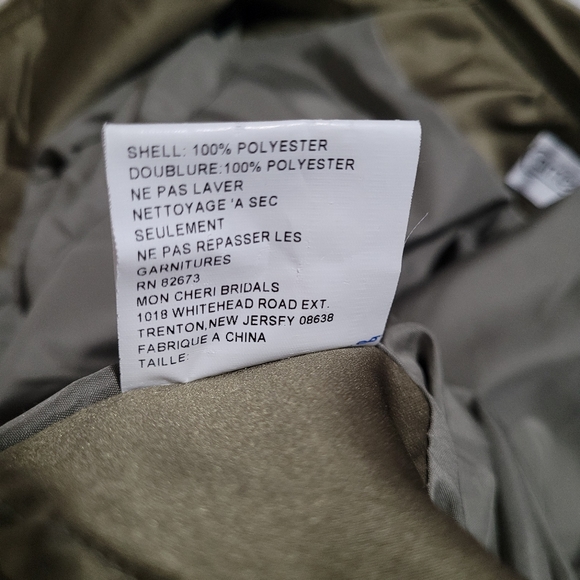 SHELL: 100% POLYESTER
DOUBLURE:100% POLYESTER
NE PAS LAVER
NETTOYAGE 'A SEC
SEULEMENT
NE PAS REPASSER LES
GARNITURES
RN 82673
MON CHERI BRIDALS
1018 WHITEHEAD ROAD EXT.
TRENTON,NEW JERSFY 08638
FABRIQUE A CHINA
TAILLE: